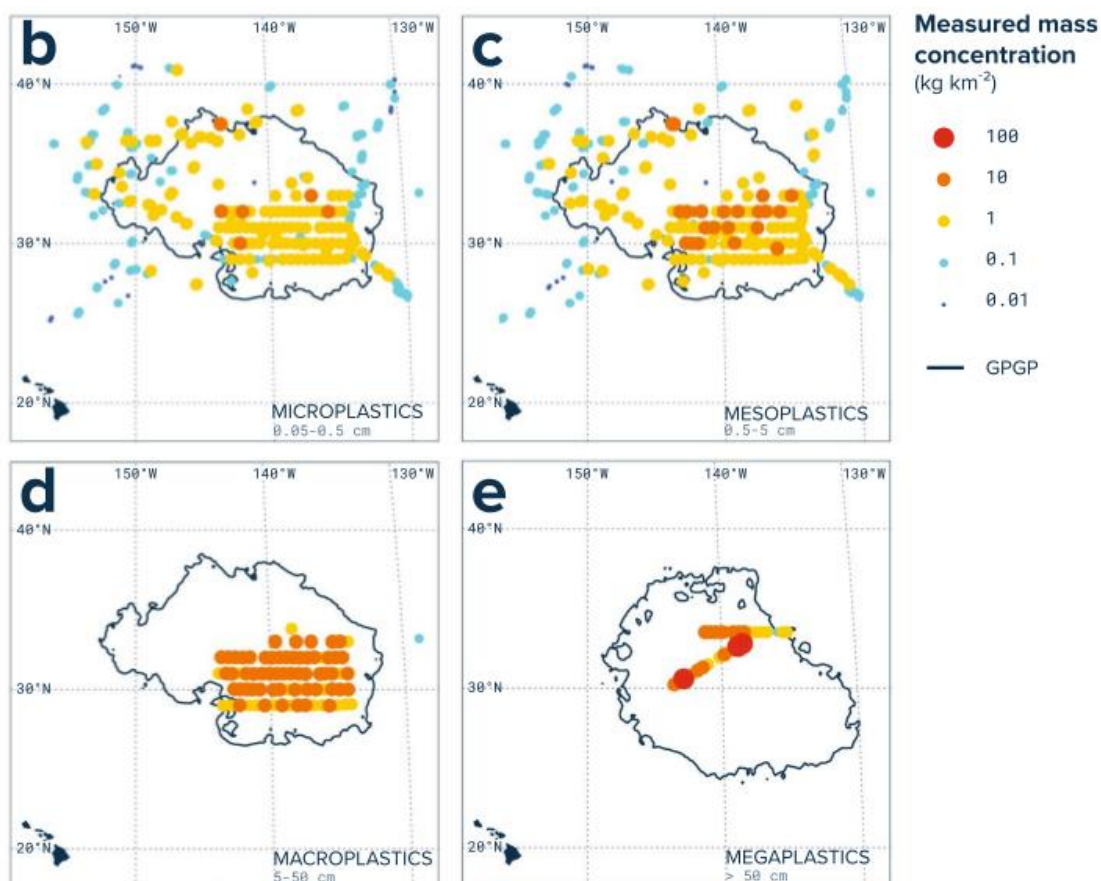 b
150°W 140°W 130°W
40°N
30°N
20°N
MICROPLASTICS
0.05-0.5 cm
c
150°W 140°W 130°W
40°N
30°N
20°N
MESOPLASTICS
0.5-5 cm
Measured mass
concentration
(kg km⁻²)
100
10
1
0.1
0.01
GPGP
d
150°W 140°W 130°W
40°N
30°N
20°N
MACROPLASTICS
5-50 cm
e
150°W 140°W 130°W
40°N
30°N
20°N
MEGAPLASTICS
> 50 cm